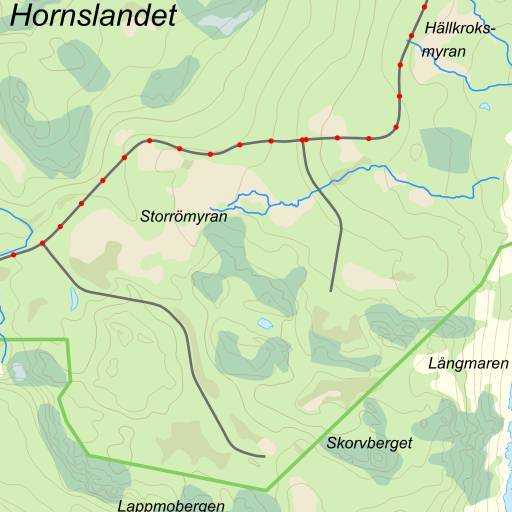 Hornslandet
Hällkroks-
myran
Storrömyran
Långmaren
Skorvberget
Lappmobergen